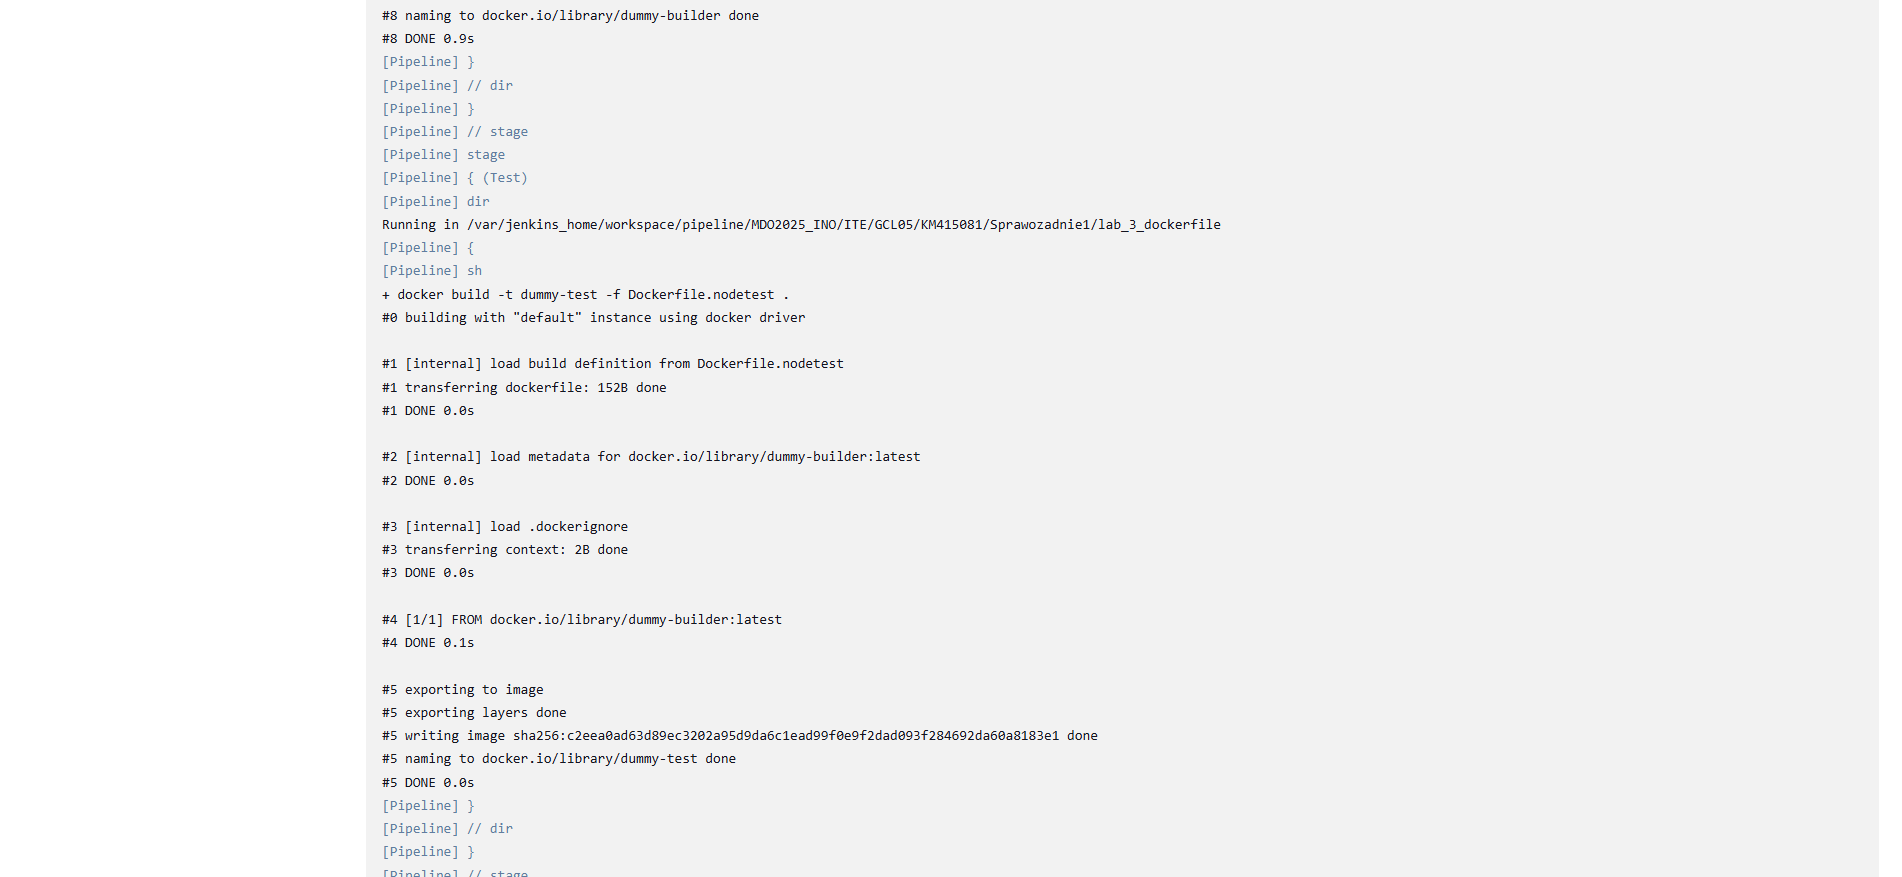 #8 naming to docker.io/library/dummy-builder done
#8 DONE 0.9s
[Pipeline] }
[Pipeline] // dir
[Pipeline] }
[Pipeline] // stage
[Pipeline] stage
[Pipeline] { (Test)
[Pipeline] dir
Running in /var/jenkins_home/workspace/pipeline/MDO2025_INO/ITE/GCL05/KM415081/Sprawozadnie1/lab_3_dockerfile
[Pipeline] {
[Pipeline] sh
+ docker build -t dummy-test -f Dockerfile.nodetest .
#0 building with "default" instance using docker driver
#1 [internal] load build definition from Dockerfile.nodetest
#1 transferring dockerfile: 152B done
#1 DONE 0.0s
#2 [internal] load metadata for docker.io/library/dummy-builder:latest
#2 DONE 0.0s
#3 [internal] load .dockerignore
#3 transferring context: 2B done
#3 DONE 0.0s
#4 [1/1] FROM docker.io/library/dummy-builder:latest
#4 DONE 0.1s
#5 exporting to image
#5 exporting layers done
#5 writing image sha256:c2eea0ad63d89ec3202a95d9da6c1ead99f0e9f2dad093f284692da60a8183e1 done
#5 naming to docker.io/library/dummy-test done
#5 DONE 0.0s
[Pipeline] }
[Pipeline] // dir
[Pipeline] }
[Pipeline] // stage